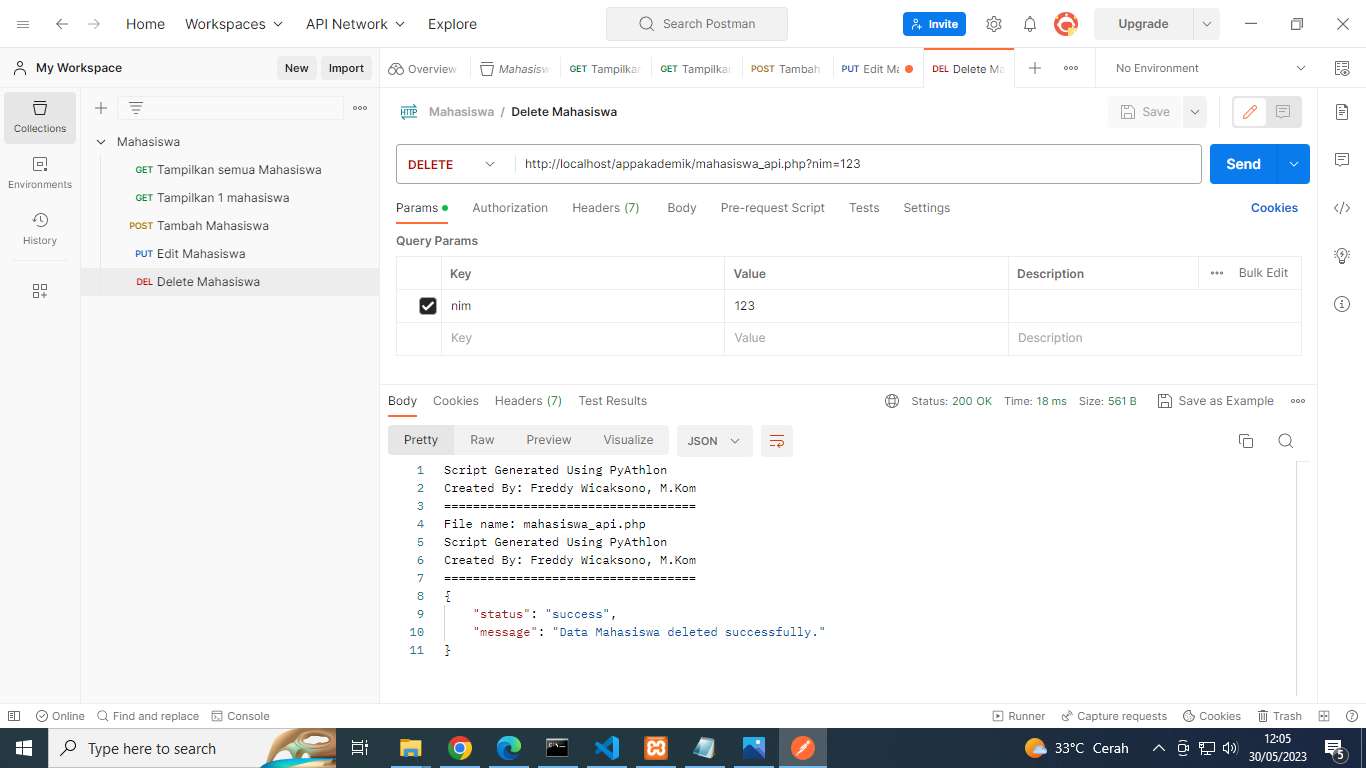 Home Workspaces API Network Explore Search Postman Invite Upgrade
My Workspace New Import Overview Mahasisw GET Tampilkar GET Tampilkar POST Tambah PUT Edit Ma DEL Delete Ma No Environment
Collections
Environments
History
Mahasiswa
GET Tampilkan semua Mahasiswa
GET Tampilkan 1 mahasiswa
POST Tambah Mahasiswa
PUT Edit Mahasiswa
DEL Delete Mahasiswa
HTTP Mahasiswa / Delete Mahasiswa Save
DELETE http://localhost/appakademik/mahasiswa_api.php?nim=123 Send
Params Authorization Headers (7) Body Pre-request Script Tests Settings Cookies
Query Params
Key Value Description Bulk Edit
nim 123
Key Value Description
Body Cookies Headers (7) Test Results Status: 200 OK Time: 18 ms Size: 561 B Save as Example
Pretty Raw Preview Visualize JSON
1 Script Generated Using PyAthlon
2 Created By: Freddy Wicaksono, M.Kom
3 ===================================
4 File name: mahasiswa_api.php
5 Script Generated Using PyAthlon
6 Created By: Freddy Wicaksono, M.Kom
7 ===================================
8 {
9 "status": "success",
10 "message": "Data Mahasiswa deleted successfully."
11 }
Online Find and replace Console Runner Capture requests Cookies Trash
Type here to search 33°C Cerah 12:05
30/05/2023 5